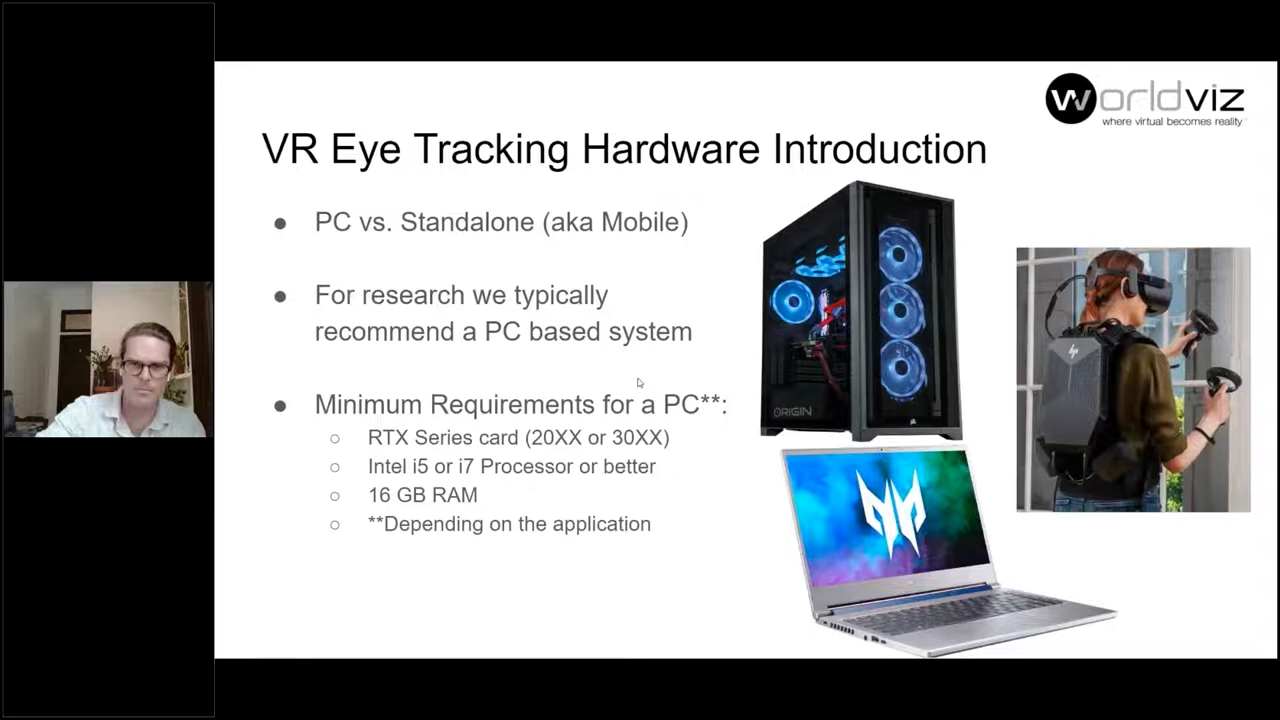 worldviz
where virtual becomes reality
VR Eye Tracking Hardware Introduction
● PC vs. Standalone (aka Mobile)
● For research we typically
recommend a PC based system
● Minimum Requirements for a PC**:
○ RTX Series card (20XX or 30XX)
○ Intel i5 or i7 Processor or better
○ 16 GB RAM
○ **Depending on the application
ORIGIN
hp